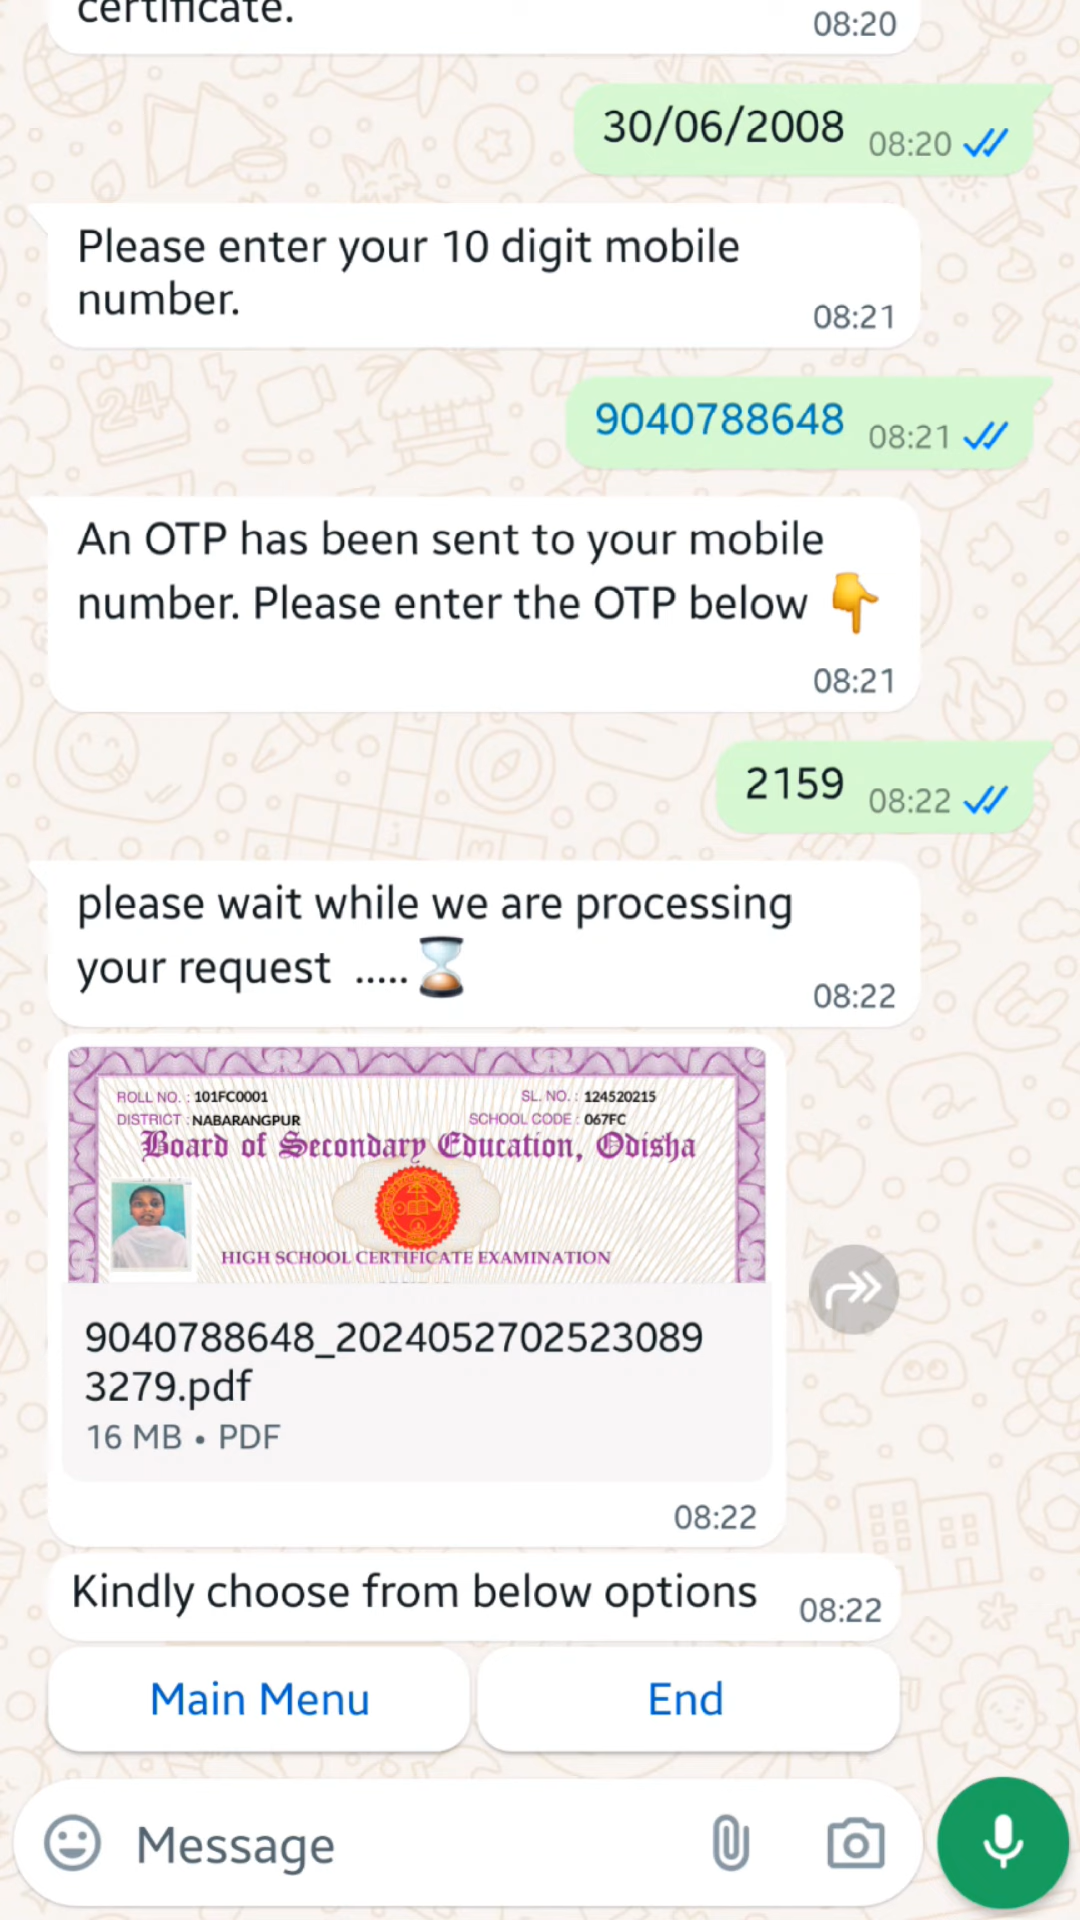 certificate.
08:20
30/06/2008 08:20
Please enter your 10 digit mobile
number.
08:21
9040788648 08:21
An OTP has been sent to your mobile
number. Please enter the OTP below 👇
08:21
2159 08:22
please wait while we are processing
your request .....⏳
08:22
ROLL NO. : 101FC0001 SL. NO. : 124520215
DISTRICT : NABARANGPUR SCHOOL CODE : 067FC
Board of Secondary Education, Odisha
HIGH SCHOOL CERTIFICATE EXAMINATION
9040788648_2024052702523089
3279.pdf
16 MB • PDF
08:22
Kindly choose from below options 08:22
Main Menu End
Message